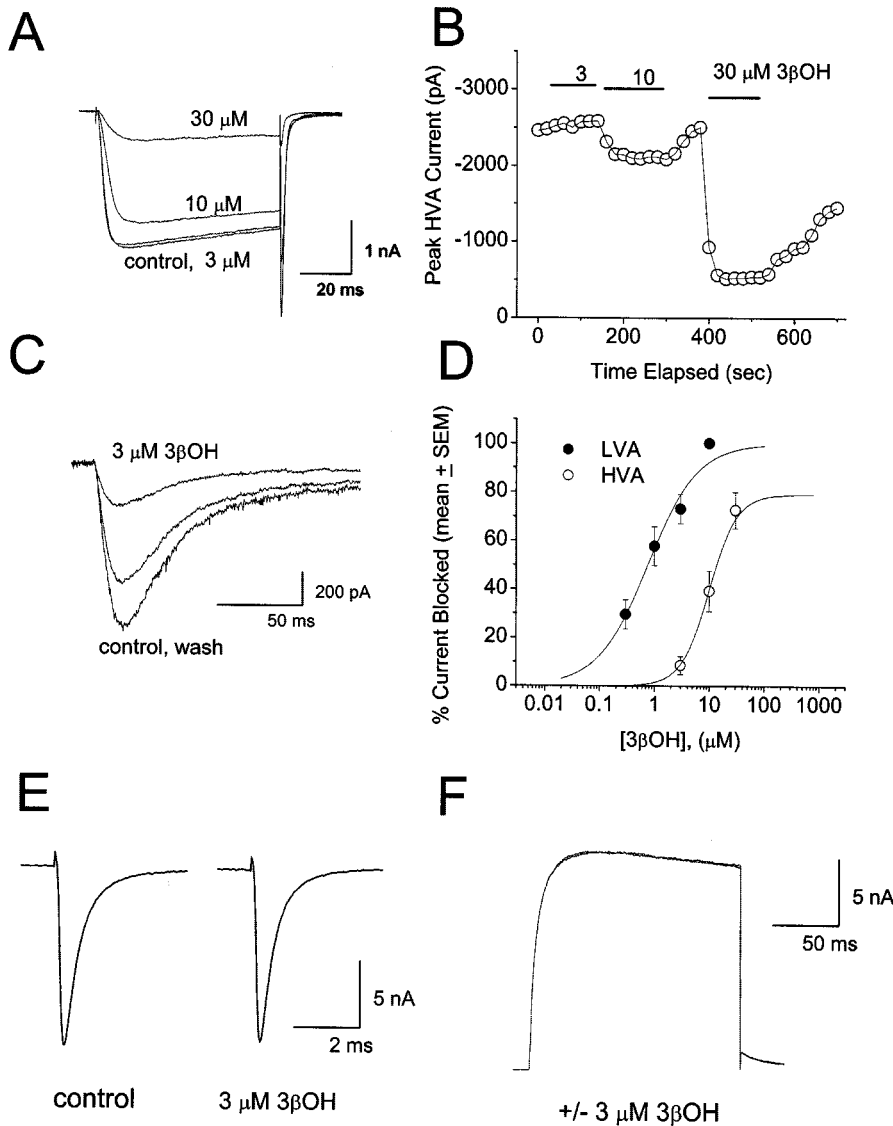 A
30 μM
10 μM
control, 3 μM
1 nA
20 ms
B
Peak HVA Current (pA)
-3000
-2000
-1000
0
3
10
30 μM 3βOH
0
200
400
600
Time Elapsed (sec)
C
3 μM 3βOH
200 pA
50 ms
control, wash
D
% Current Blocked (mean ± SEM)
100
80
60
40
20
0
LVA
HVA
0.01
0.1
1
10
100
1000
[3βOH], (μM)
E
5 nA
2 ms
control
3 μM 3βOH
F
5 nA
50 ms
+/- 3 μM 3βOH